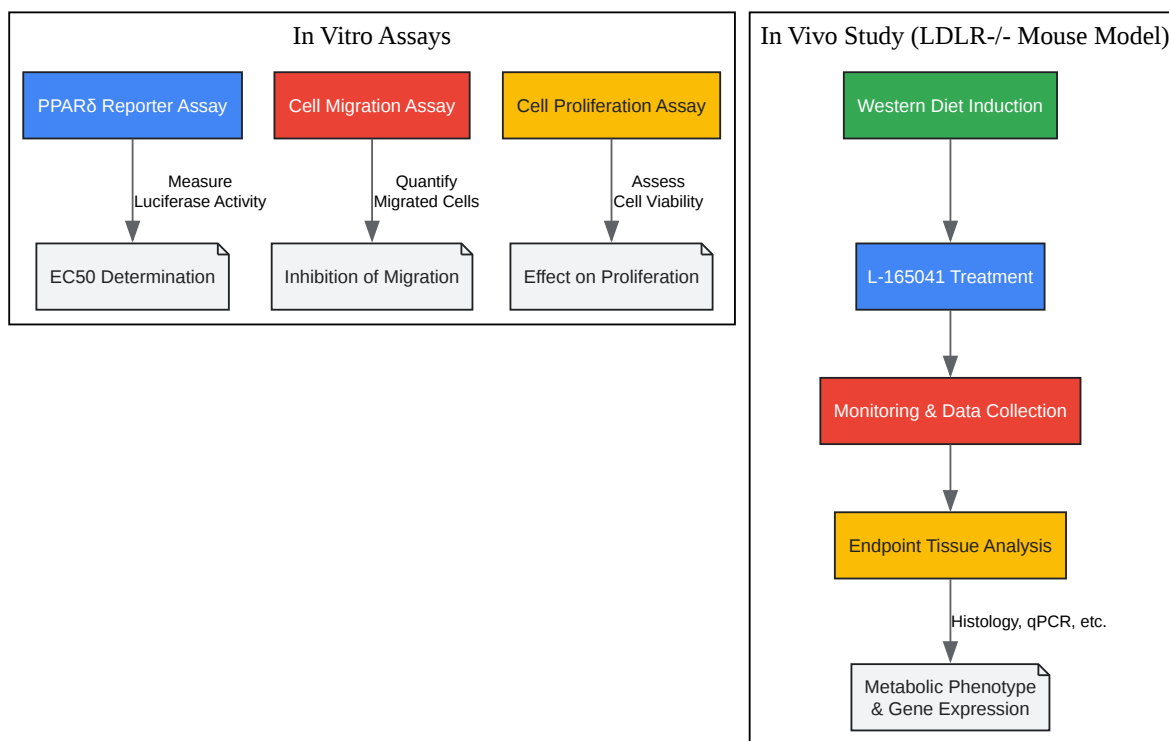 In Vitro Assays
PPARδ Reporter Assay
Cell Migration Assay
Cell Proliferation Assay
Measure
Luciferase Activity
Quantify
Migrated Cells
Assess
Cell Viability
EC50 Determination
Inhibition of Migration
Effect on Proliferation
In Vivo Study (LDLR-/- Mouse Model)
Western Diet Induction
L-165041 Treatment
Monitoring & Data Collection
Endpoint Tissue Analysis
Histology, qPCR, etc.
Metabolic Phenotype
& Gene Expression